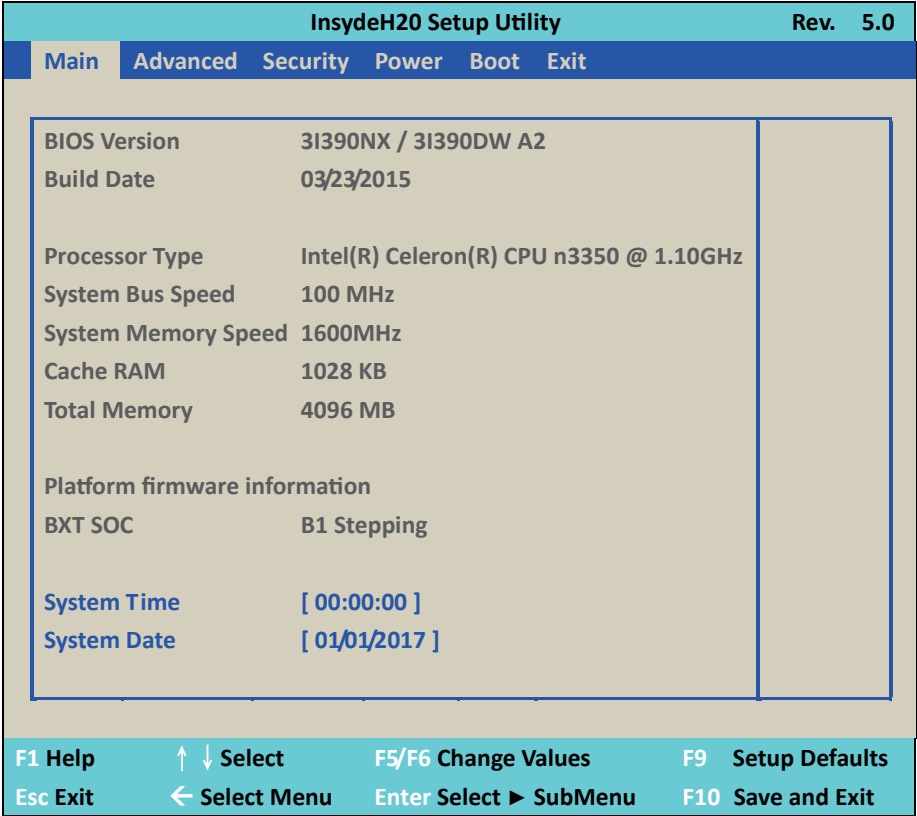 InsydeH20 Setup Utility Rev. 5.0
Main Advanced Security Power Boot Exit
BIOS Version 3I390NX / 3I390DW A2
Build Date 03/23/2015
Processor Type Intel(R) Celeron(R) CPU n3350 @ 1.10GHz
System Bus Speed 100 MHz
System Memory Speed 1600MHz
Cache RAM 1028 KB
Total Memory 4096 MB
Platform firmware information
BXT SOC B1 Stepping
System Time [ 00:00:00 ]
System Date [ 01/01/2017 ]
F1 Help ↑ ↓ Select F5/F6 Change Values F9 Setup Defaults
Esc Exit ← Select Menu Enter Select ► SubMenu F10 Save and Exit